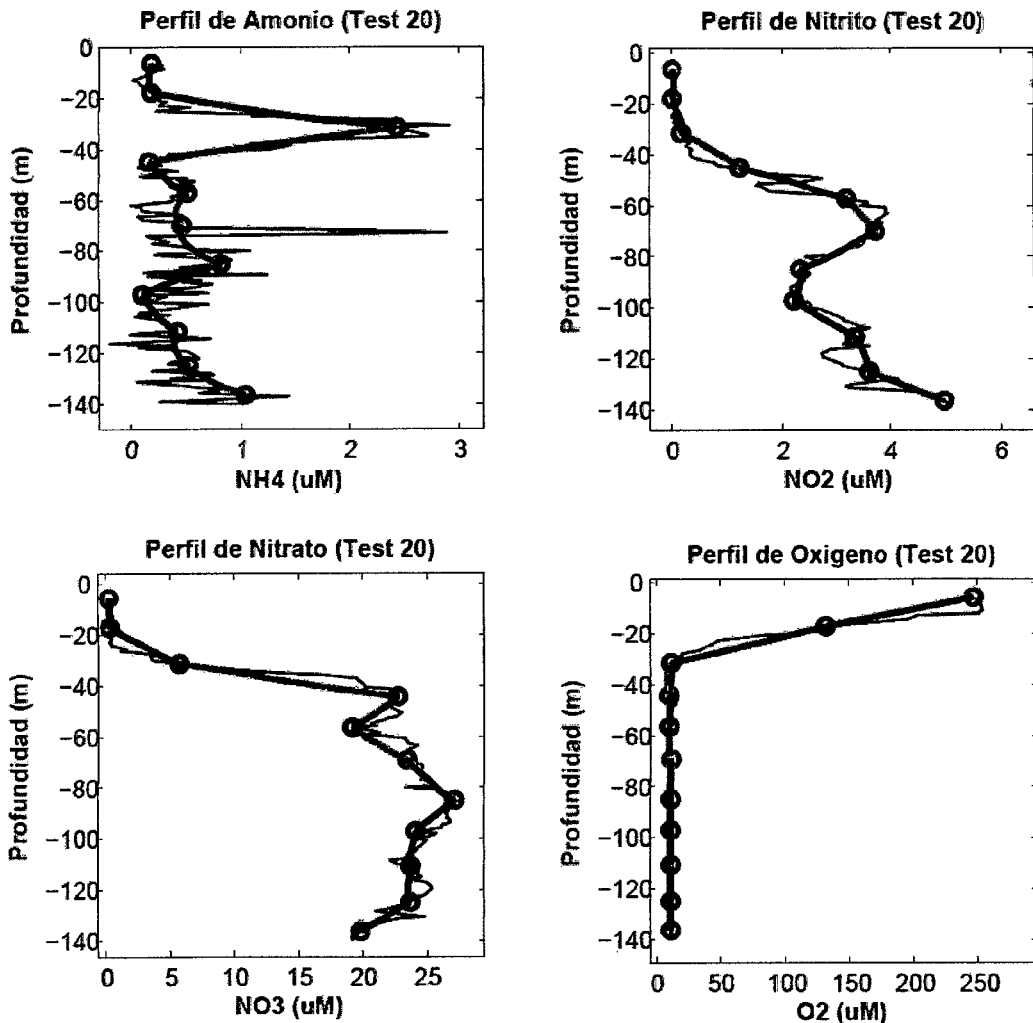 Perfil de Amonio (Test 20)
0
−20
−40
−60
−80
−100
−120
−140
Profundidad (m)
0 1 2 3
NH4 (uM)
Perfil de Nitrito (Test 20)
0
−20
−40
−60
−80
−100
−120
−140
Profundidad (m)
0 2 4 6
NO2 (uM)
Perfil de Nitrato (Test 20)
0
−20
−40
−60
−80
−100
−120
−140
Profundidad (m)
0 5 10 15 20 25
NO3 (uM)
Perfil de Oxigeno (Test 20)
0
−20
−40
−60
−80
−100
−120
−140
Profundidad (m)
0 50 100 150 200 250
O2 (uM)